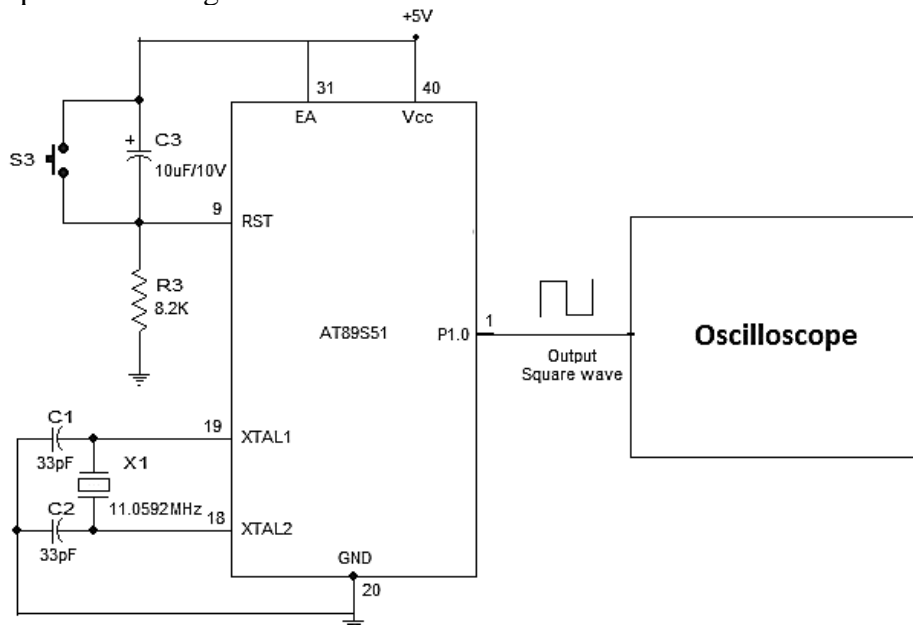 +5V
31
40
EA
Vcc
S3
+
C3
10uF/10V
9
RST
R3
8.2K
AT89S51
P1.0
1
Output
Square wave
Oscilloscope
C1
33pF
19
XTAL1
X1
11.0592MHz
C2
33pF
18
XTAL2
GND
20